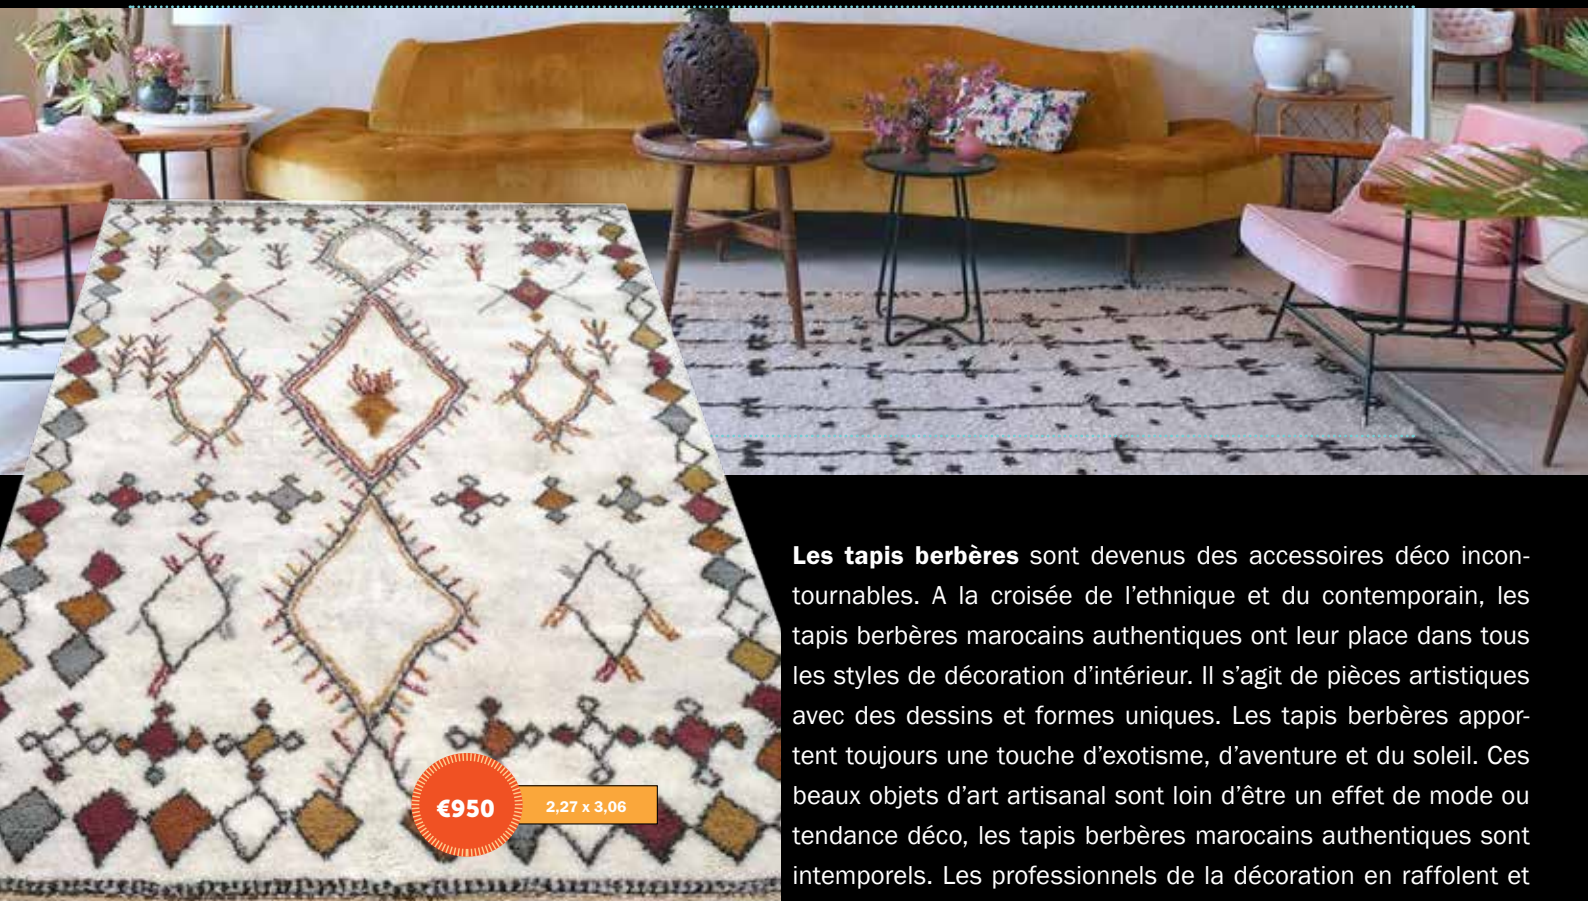 Les tapis berbères sont devenus des accessoires déco incon-
tournables. A la croisée de l’ethnique et du contemporain, les
tapis berbères marocains authentiques ont leur place dans tous
les styles de décoration d’intérieur. Il s’agit de pièces artistiques
avec des dessins et formes uniques. Les tapis berbères appor-
tent toujours une touche d’exotisme, d’aventure et du soleil. Ces
beaux objets d’art artisanal sont loin d’être un effet de mode ou
tendance déco, les tapis berbères marocains authentiques sont
intemporels. Les professionnels de la décoration en raffolent et
€950
2,27 x 3,06